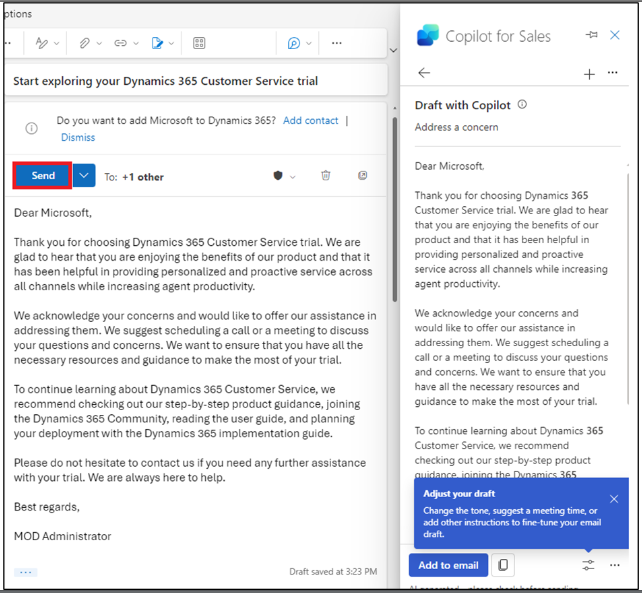 ptions
Start exploring your Dynamics 365 Customer Service trial
Do you want to add Microsoft to Dynamics 365? Add contact |
Dismiss
Send
To: +1 other
Dear Microsoft,
Thank you for choosing Dynamics 365 Customer Service trial. We are
glad to hear that you are enjoying the benefits of our product and that it
has been helpful in providing personalized and proactive service across
all channels while increasing agent productivity.
We acknowledge your concerns and would like to offer our assistance in
addressing them. We suggest scheduling a call or a meeting to discuss
your questions and concerns. We want to ensure that you have all the
necessary resources and guidance to make the most of your trial.
To continue learning about Dynamics 365 Customer Service, we
recommend checking out our step-by-step product guidance, joining
the Dynamics 365 Community, reading the user guide, and planning
your deployment with the Dynamics 365 implementation guide.
Please do not hesitate to contact us if you need any further assistance
with your trial. We are always here to help.
Best regards,
MOD Administrator
Draft saved at 3:23 PM
Copilot for Sales
Draft with Copilot
Address a concern
Dear Microsoft,
Thank you for choosing Dynamics 365
Customer Service trial. We are glad to hear
that you are enjoying the benefits of our
product and that it has been helpful in
providing personalized and proactive
service across all channels while increasing
agent productivity.
We acknowledge your concerns and
would like to offer our assistance in
addressing them. We suggest scheduling a
call or a meeting to discuss your questions
and concerns. We want to ensure that you
have all the necessary resources and
guidance to make the most of your trial.
To continue learning about Dynamics 365
Customer Service, we recommend
checking out our step-by-step product
guidance, joining the Dynamics 365
Adjust your draft
Change the tone, suggest a meeting time, or
add other instructions to fine-tune your email
draft.
Add to email
AI-generated - please check before sending